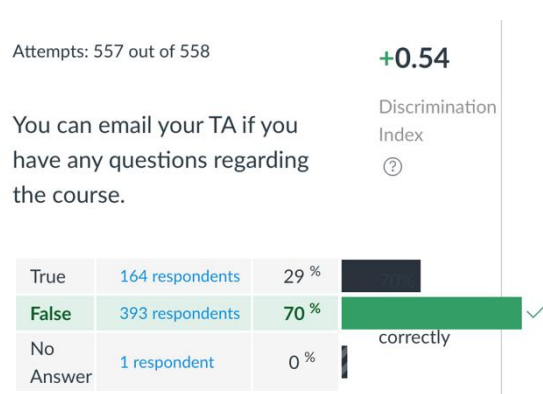 Attempts: 557 out of 558
+0.54
Discrimination
Index
?
You can email your TA if you
have any questions regarding
the course.
True 164 respondents 29 %
70%
False 393 respondents 70 %
correctly
No
Answer 1 respondent 0 %